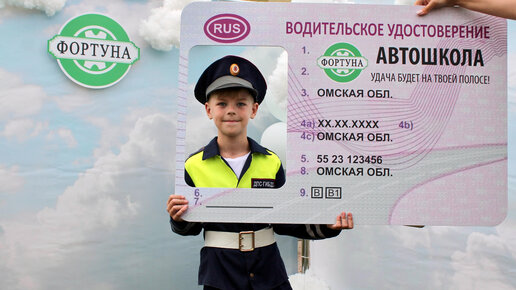 ФОРТУНА
RUS
ВОДИТЕЛЬСКОЕ УДОСТОВЕРЕНИЕ
1.
2.
ФОРТУНА
АВТОШКОЛА
УДАЧА БУДЕТ НА ТВОЕЙ ПОЛОСЕ!
3. ОМСКАЯ ОБЛ.
4a) XX.XX.XXXX 4b)
4c) ОМСКАЯ ОБЛ.
5. 55 23 123456
8. ОМСКАЯ ОБЛ.
9. B B1
6.
7.
ДПС-ГИБДД